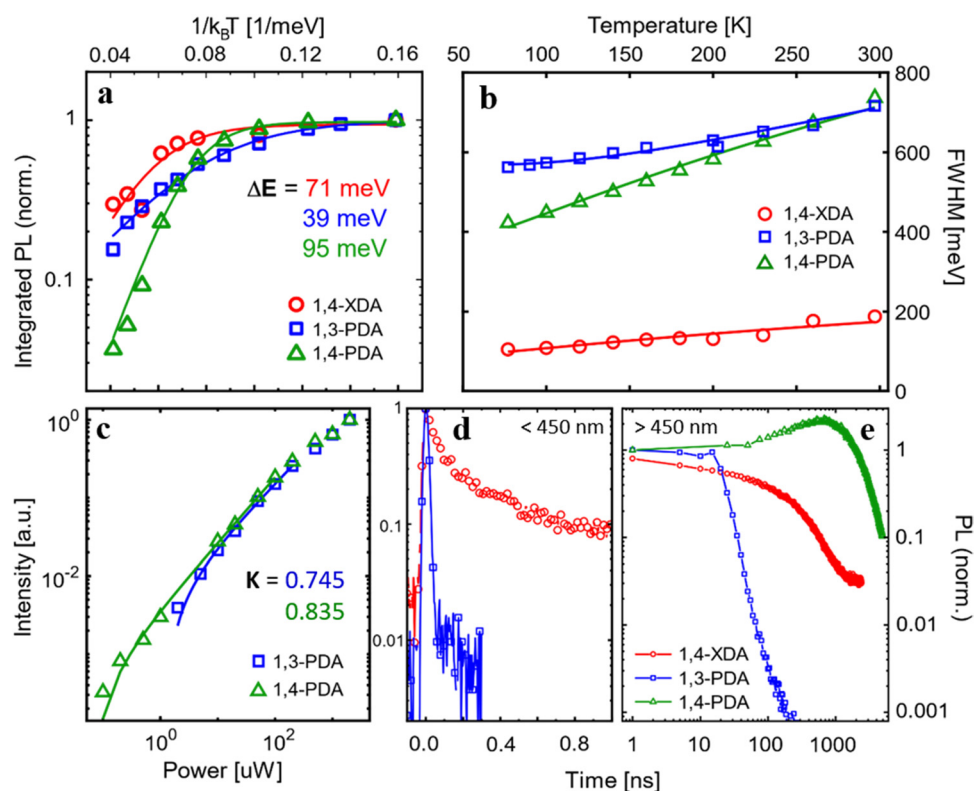 1/kBT [1/meV]
0.04 0.08 0.12 0.16
a
1
0.1
Integrated PL (norm.)
ΔE = 71 meV
39 meV
95 meV
1,4-XDA
1,3-PDA
1,4-PDA
Temperature [K]
50 100 150 200 250 300
b
800
600
400
200
0
FWHM [meV]
1,4-XDA
1,3-PDA
1,4-PDA
c
10^0
10^-2
Intensity [a.u.]
K = 0.745
0.835
1,3-PDA
1,4-PDA
10^0 10^2
Power [uW]
d
< 450 nm
1
0.1
0.01
0.0 0.4 0.8
> 450 nm
e
1
0.1
0.01
0.001
PL (norm.)
1,4-XDA
1,3-PDA
1,4-PDA
1 10 100 1000
Time [ns]